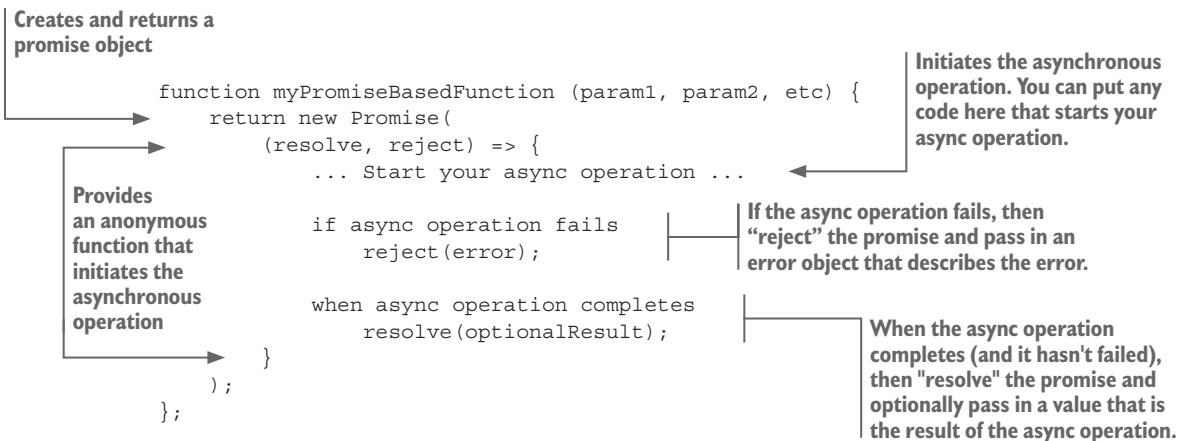 Creates and returns a
promise object
Initiates the asynchronous
operation. You can put any
code here that starts your
async operation.
function myPromiseBasedFunction (param1, param2, etc) {
return new Promise(
(resolve, reject) => {
... Start your async operation ...
Provides
an anonymous
function that
initiates the
asynchronous
operation
if async operation fails
reject(error);
If the async operation fails, then
“reject” the promise and pass in an
error object that describes the error.
when async operation completes
resolve(optionalResult);
When the async operation
completes (and it hasn't failed),
then "resolve" the promise and
optionally pass in a value that is
the result of the async operation.
}
);
};